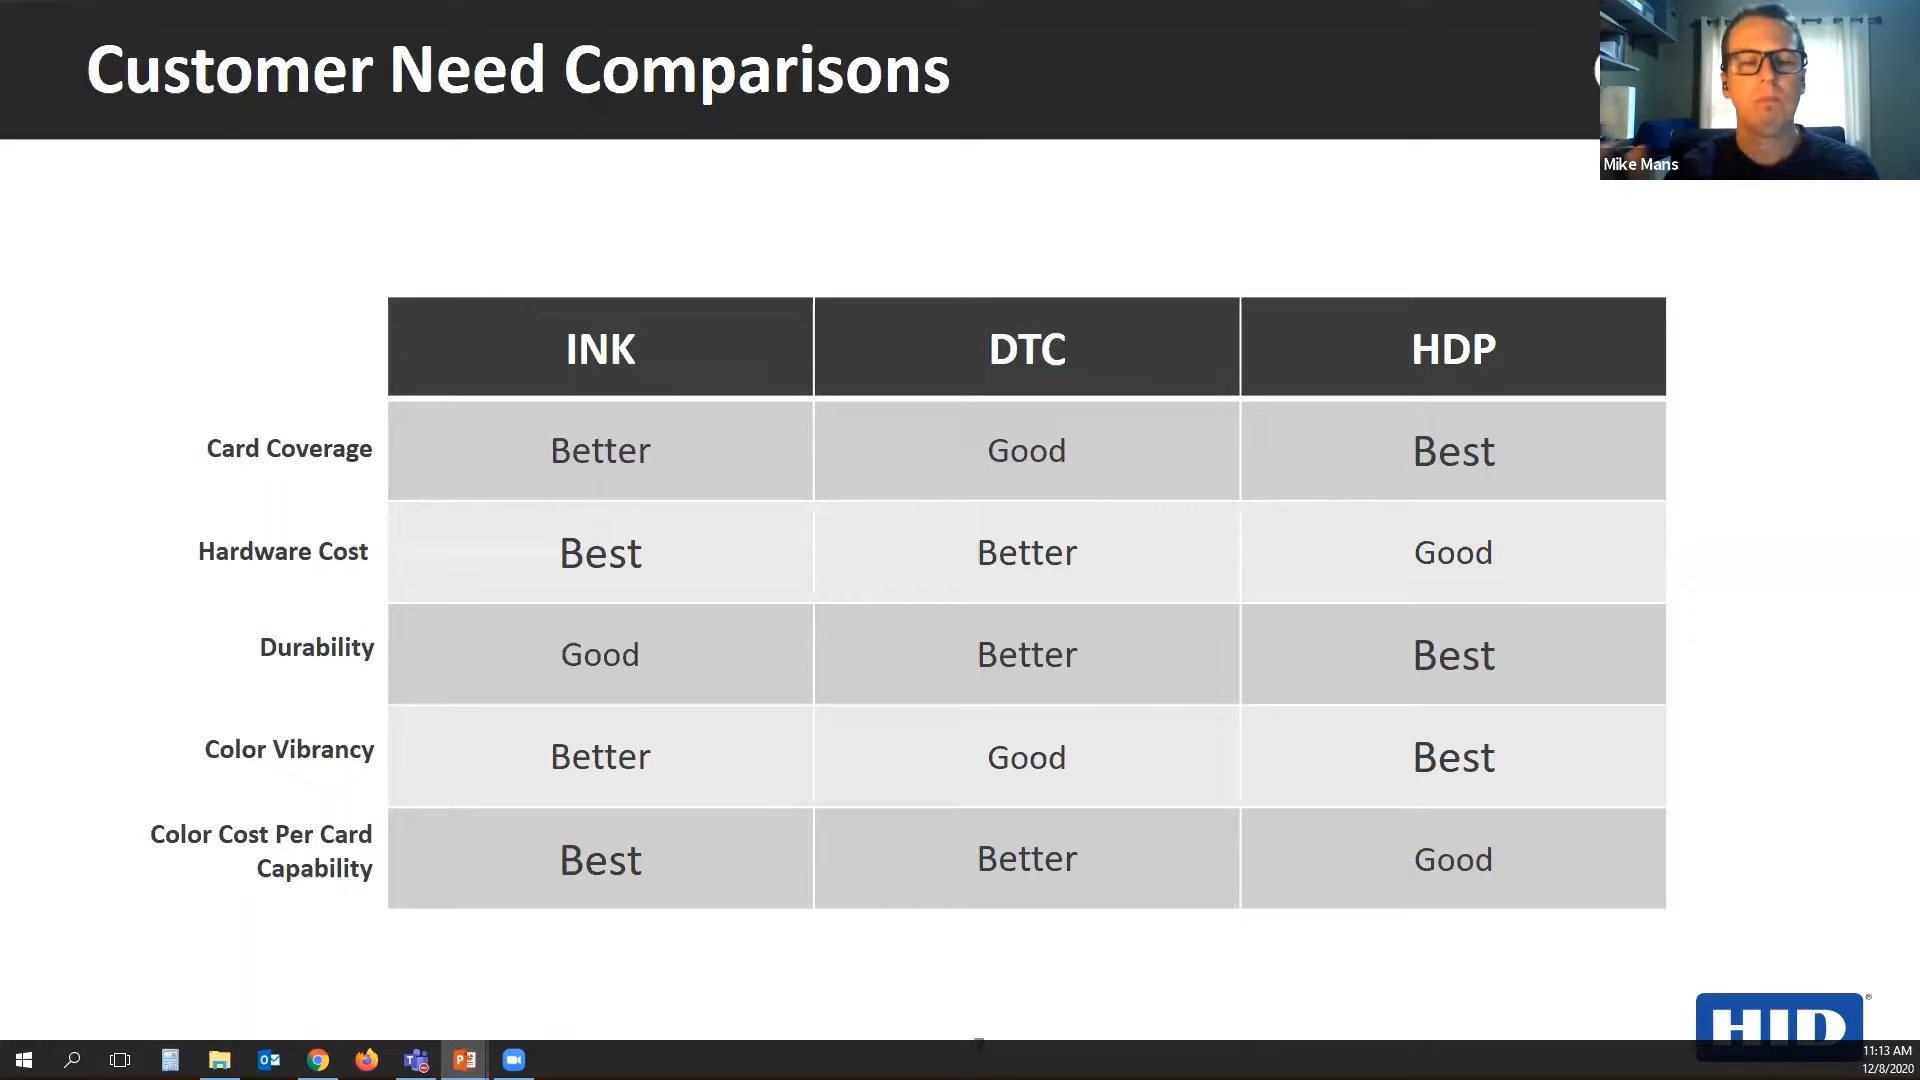 Customer Need Comparisons
Mike Mans
INK DTC HDP
Card Coverage Better Good Best
Hardware Cost Best Better Good
Durability Good Better Best
Color Vibrancy Better Good Best
Color Cost Per Card
Capability Best Better Good
HID®
11:13 AM
12/8/2020